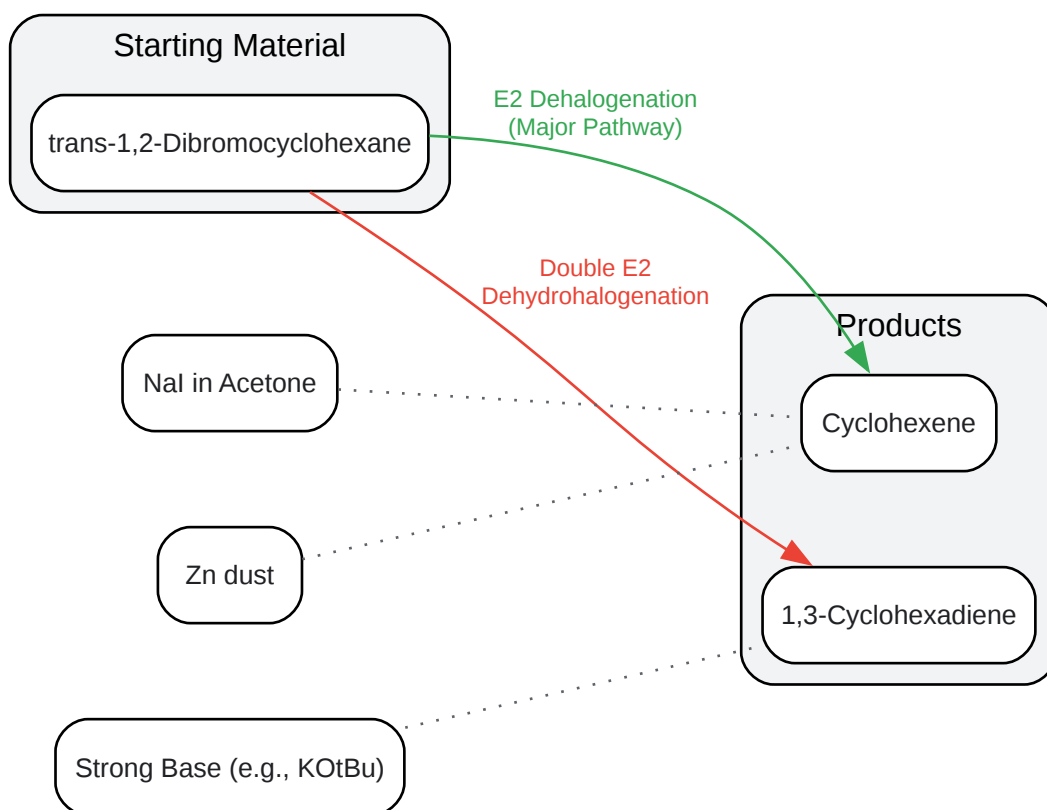 Starting Material
trans-1,2-Dibromocyclohexane
E2 Dehalogenation
(Major Pathway)
Double E2
Dehydrohalogenation
Products
NaI in Acetone
Cyclohexene
Zn dust
1,3-Cyclohexadiene
Strong Base (e.g., KOtBu)